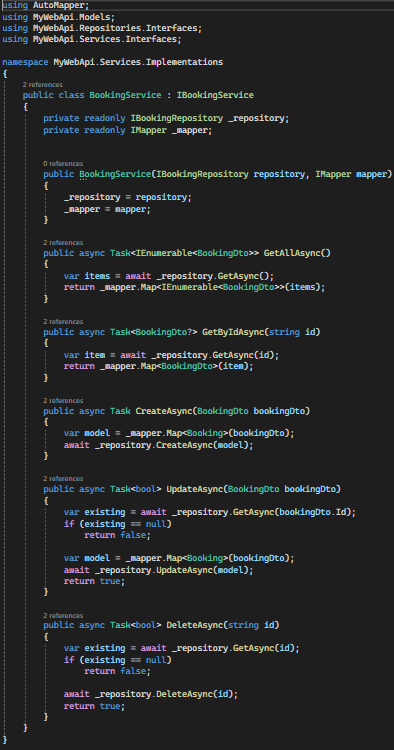 using AutoMapper;
using MyWebApi.Models;
using MyWebApi.Repositories.Interfaces;
using MyWebApi.Services.Interfaces;

namespace MyWebApi.Services.Implementations
{
    2 references
    public class BookingService : IBookingService
    {
        private readonly IBookingRepository _repository;
        private readonly IMapper _mapper;

        0 references
        public BookingService(IBookingRepository repository, IMapper mapper)
        {
            _repository = repository;
            _mapper = mapper;
        }

        2 references
        public async Task<IEnumerable<BookingDto>> GetAllAsync()
        {
            var items = await _repository.GetAsync();
            return _mapper.Map<IEnumerable<BookingDto>>(items);
        }

        2 references
        public async Task<BookingDto?> GetByIdAsync(string id)
        {
            var item = await _repository.GetAsync(id);
            return _mapper.Map<BookingDto>(item);
        }

        2 references
        public async Task CreateAsync(BookingDto bookingDto)
        {
            var model = _mapper.Map<Booking>(bookingDto);
            await _repository.CreateAsync(model);
        }

        2 references
        public async Task<bool> UpdateAsync(BookingDto bookingDto)
        {
            var existing = await _repository.GetAsync(bookingDto.Id);
            if (existing == null)
                return false;

            var model = _mapper.Map<Booking>(bookingDto);
            await _repository.UpdateAsync(model);
            return true;
        }

        2 references
        public async Task<bool> DeleteAsync(string id)
        {
            var existing = await _repository.GetAsync(id);
            if (existing == null)
                return false;

            await _repository.DeleteAsync(id);
            return true;
        }
    }
}